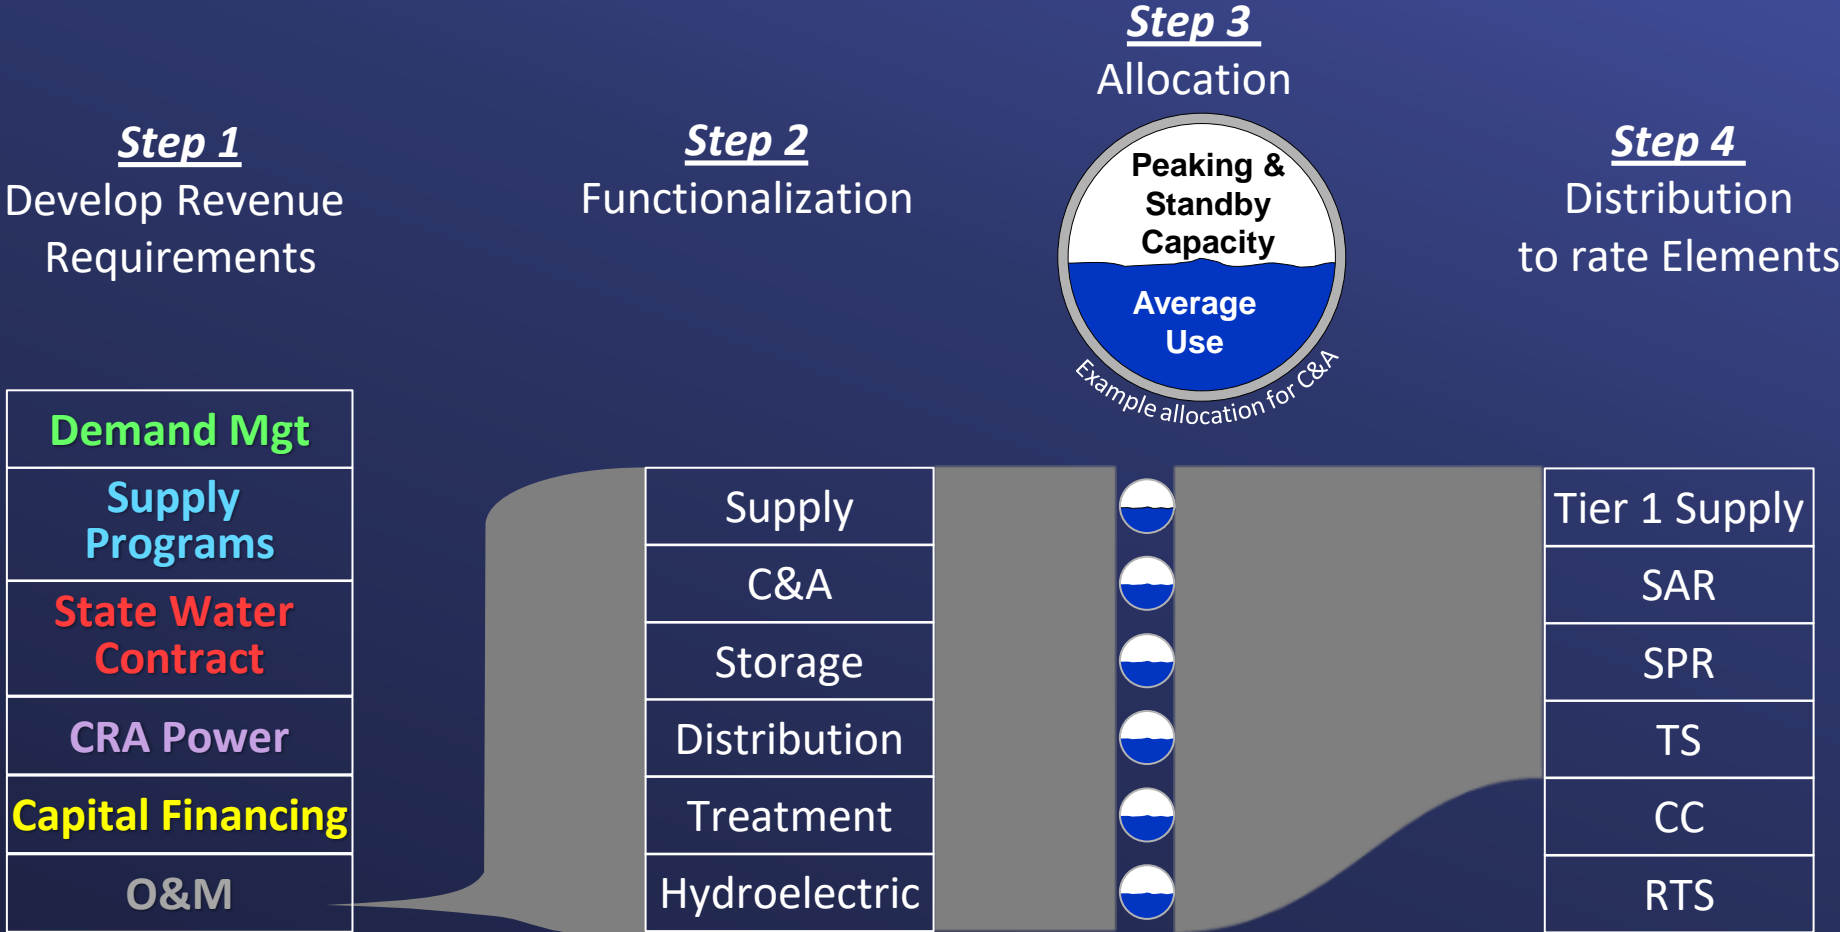 Step 1
Develop Revenue
Requirements
Demand Mgt
Supply
Programs
State Water
Contract
CRA Power
Capital Financing
O&M
Step 2
Functionalization
Supply
C&A
Storage
Distribution
Treatment
Hydroelectric
Step 3
Allocation
Peaking &
Standby
Capacity
Average
Use
Example allocation for C&A
Step 4
Distribution
to rate Elements
Tier 1 Supply
SAR
SPR
TS
CC
RTS